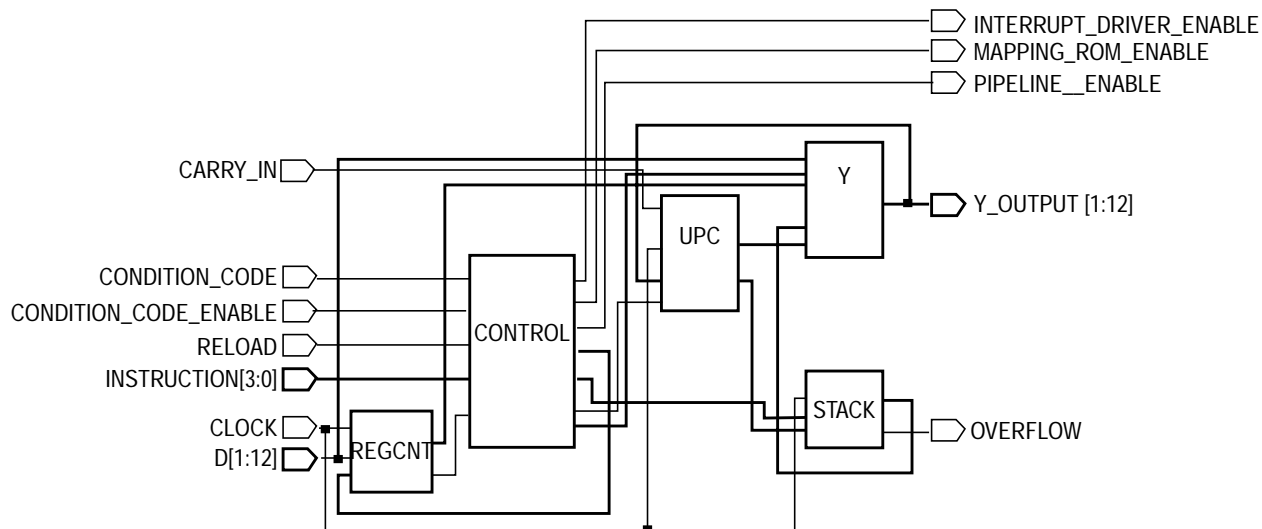 INTERRUPT_DRIVER_ENABLE
MAPPING_ROM_ENABLE
PIPELINE__ENABLE
CARRY_IN
Y
Y_OUTPUT [1:12]
UPC
CONDITION_CODE
CONDITION_CODE_ENABLE
CONTROL
RELOAD
INSTRUCTION[3:0]
STACK
CLOCK
OVERFLOW
REGCNT
D[1:12]